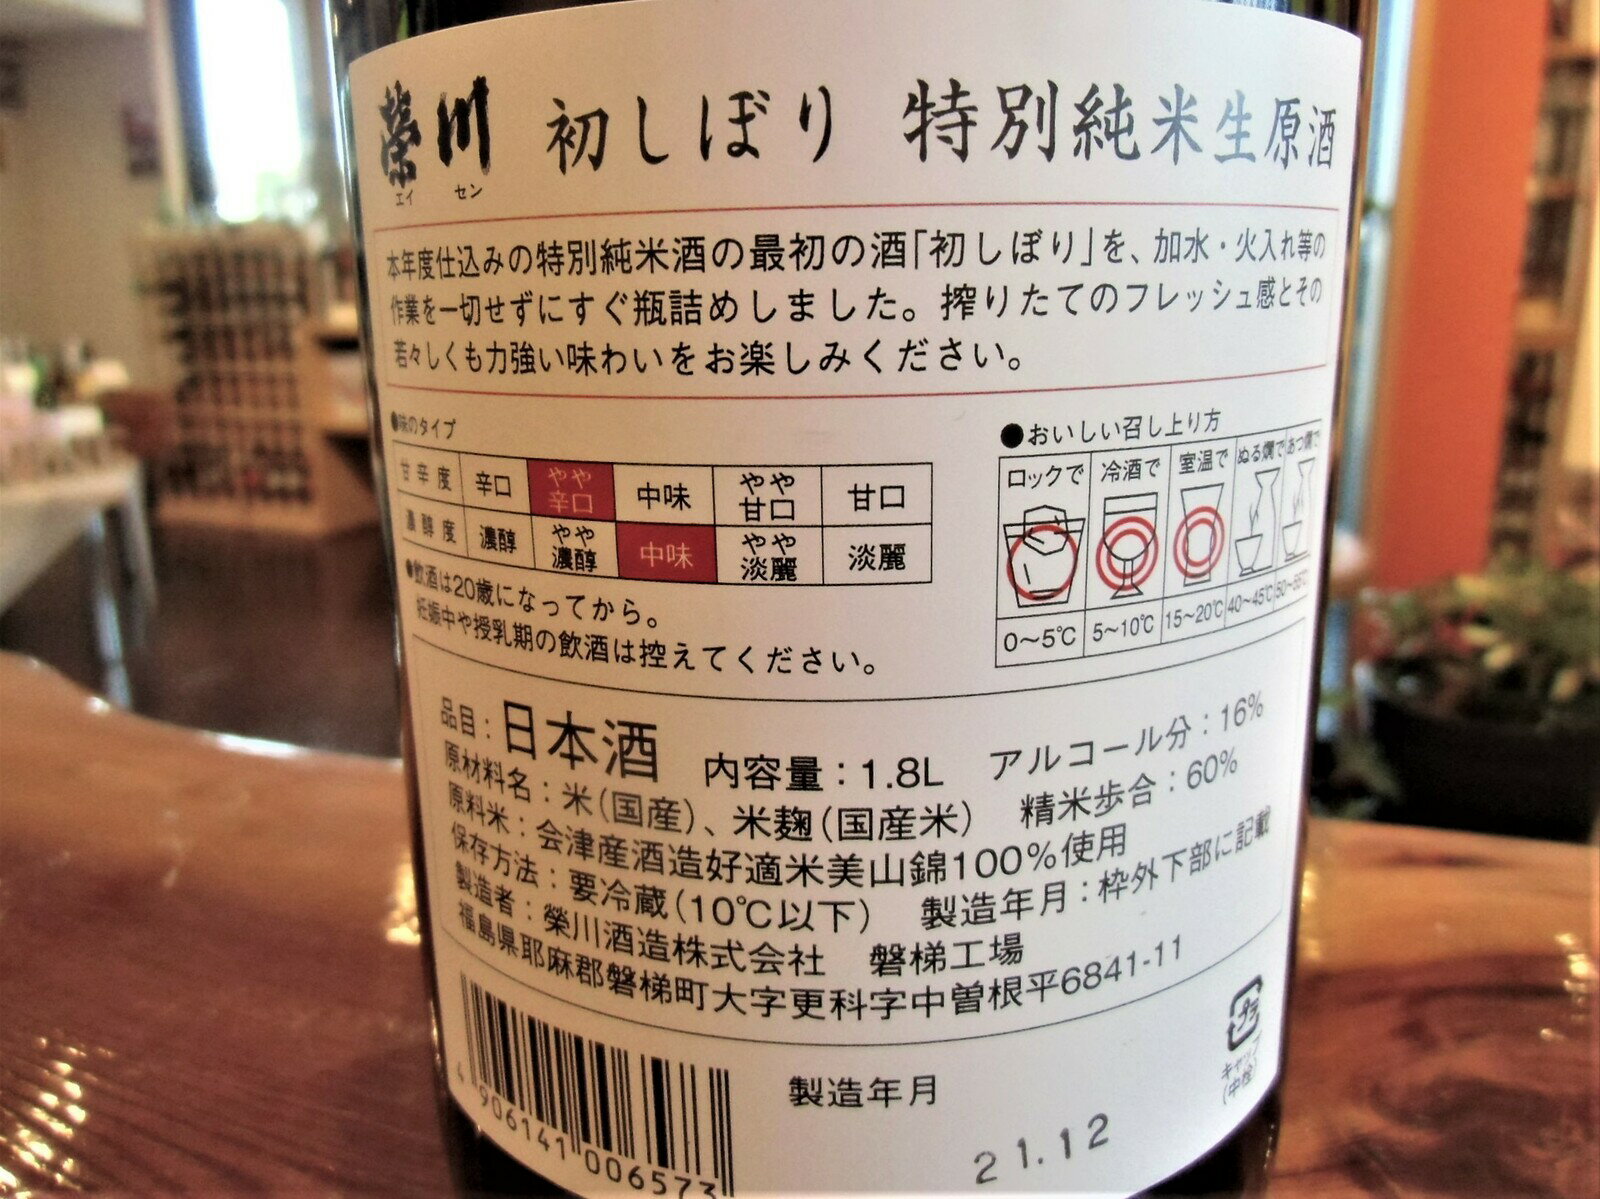 榮川 初しぼり 特別純米生原酒
エイ セン
本年度仕込みの特別純米酒の最初の酒「初しぼり」を、加水・火入れ等の
作業を一切せずにすぐ瓶詰めしました。搾りたてのフレッシュ感とその
若々しくも力強い味わいをお楽しみください。
●味のタイプ
甘辛度 辛口 やや辛口 中味 やや甘口 甘口
濃醇度 濃醇 やや濃醇 中味 やや淡麗 淡麗
●飲酒は20歳になってから。
妊娠中や授乳期の飲酒は控えてください。
●おいしい召し上り方
ロックで 冷酒で 室温で ぬる燗で あつ燗で
0～5℃ 5～10℃ 15～20℃ 40～45℃ 50～55℃
品目：日本酒 内容量：1.8L アルコール分：16%
原材料名：米（国産）、米麹（国産米） 精米歩合：60%
原料米：会津産酒造好適米美山錦100%使用
保存方法：要冷蔵（10℃以下） 製造年月：枠外下部に記載
製造者：榮川酒造株式会社 磐梯工場
福島県耶麻郡磐梯町大字更科字中曽根平6841-11
4 906141 006573
製造年月
21.12
プラ
キャップ
（中栓）